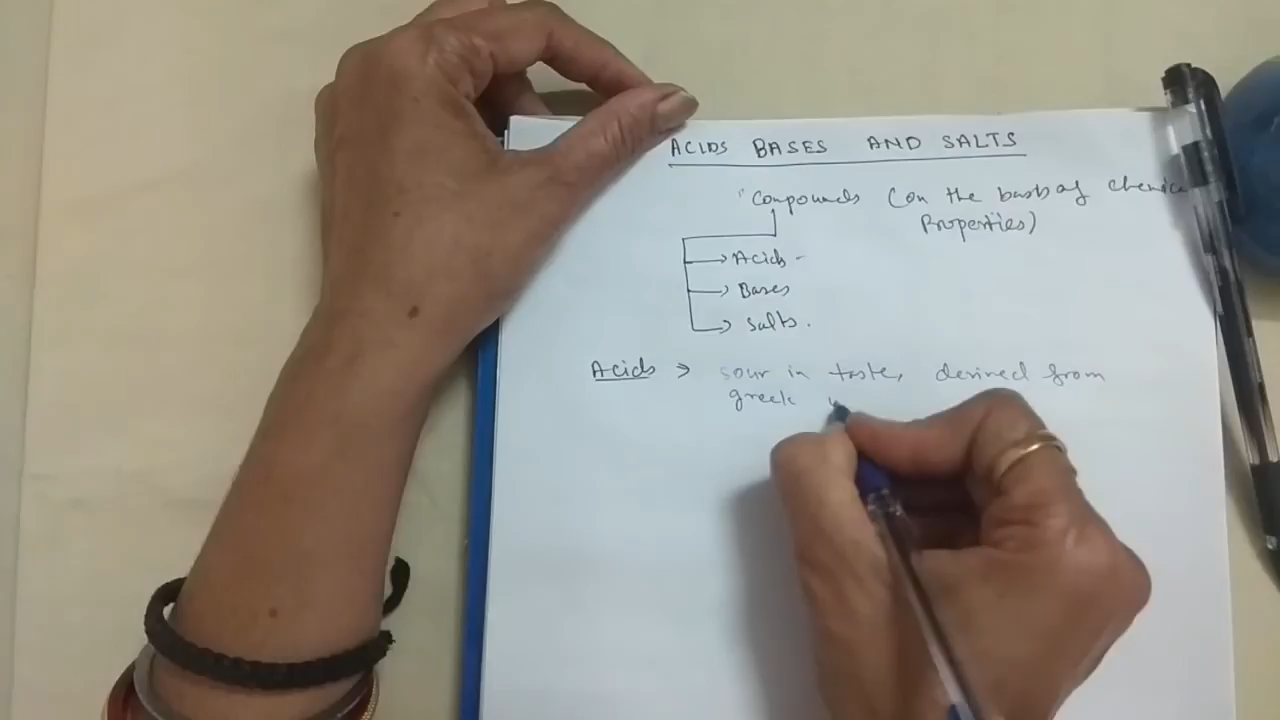 ACIDS BASES AND SALTS
Compounds (on the basis of chemica
Properties)
Acids -
Bases
Salts.
Acids > sour in taste, derived from
greek